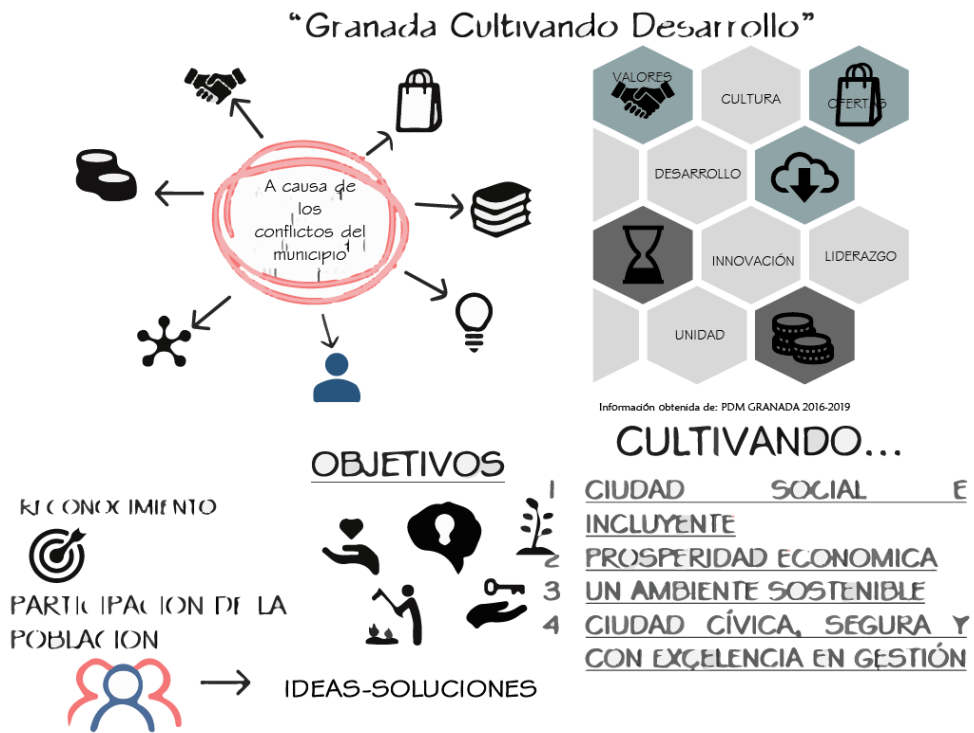 “Granada Cultivando Desarrollo”
A causa de
los
conflictos del
municipio
VALORES
CULTURA
OFERTAS
DESARROLLO
INNOVACIÓN
LIDERAZGO
UNIDAD
Información obtenida de: PDM GRANADA 2016-2019
OBJETIVOS
RECONOCIMIENTO
PARTICIPACION DE LA
POBLACION
IDEAS-SOLUCIONES
CULTIVANDO...
1 CIUDAD SOCIAL E
INCLUYENTE
2 PROSPERIDAD ECONOMICA
3 UN AMBIENTE SOSTENIBLE
4 CIUDAD CÍVICA, SEGURA Y
CON EXCELENCIA EN GESTIÓN